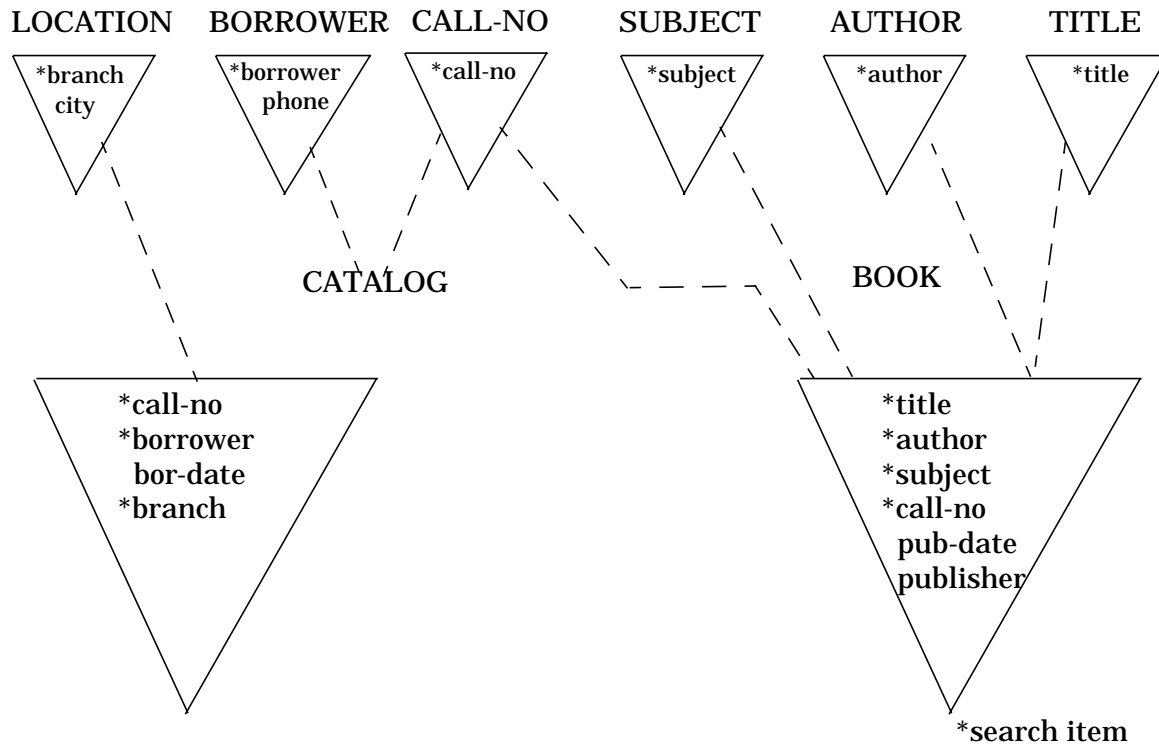 LOCATION BORROWER CALL-NO SUBJECT AUTHOR TITLE
*branch
city
*borrower
phone
*call-no
*subject
*author
*title
CATALOG
BOOK
*call-no
*borrower
bor-date
*branch
*title
*author
*subject
*call-no
pub-date
publisher
*search item